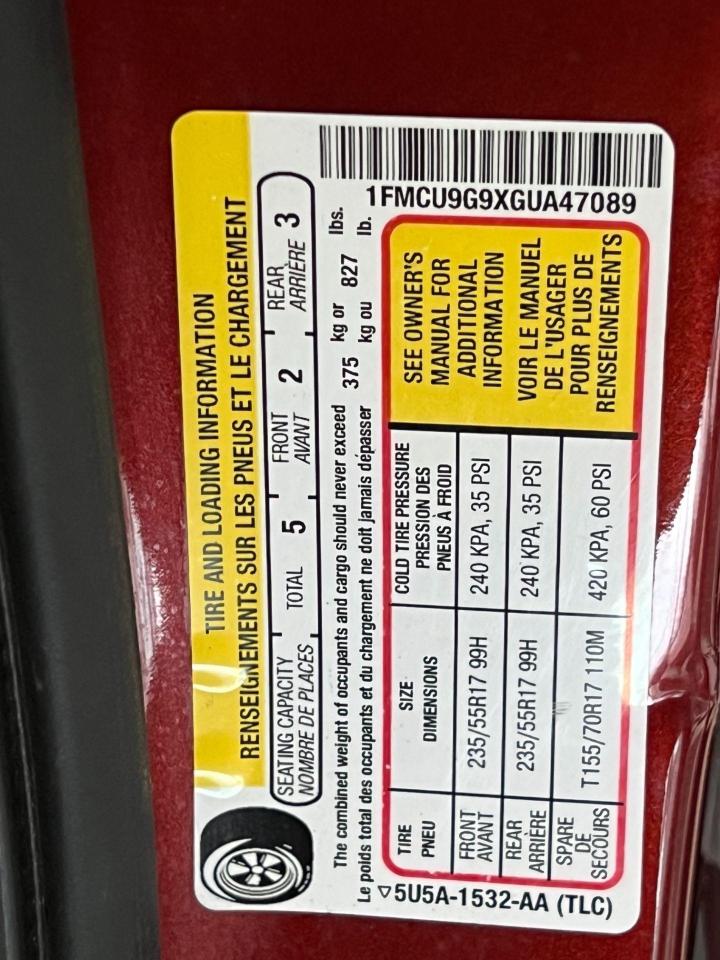 TIRE AND LOADING INFORMATION
RENSEIGNEMENTS SUR LES PNEUS ET LE CHARGEMENT
SEATING CAPACITY
NOMBRE DE PLACES
TOTAL 5
FRONT
AVANT 2
REAR
ARRIÈRE 3
The combined weight of occupants and cargo should never exceed 375 kg or 827 lbs.
Le poids total des occupants et du chargement ne doit jamais dépasser kg ou lb.
TIRE
PNEU
SIZE
DIMENSIONS
COLD TIRE PRESSURE
PRESSION DES
PNEUS À FROID
FRONT
AVANT
235/55R17 99H
240 KPA, 35 PSI
REAR
ARRIÈRE
235/55R17 99H
240 KPA, 35 PSI
SPARE
DE
SECOURS
T155/70R17 110M
420 KPA, 60 PSI
SEE OWNER'S
MANUAL FOR
ADDITIONAL
INFORMATION
VOIR LE MANUEL
DE L'USAGER
POUR PLUS DE
RENSEIGNEMENTS
5U5A-1532-AA (TLC)
1FMCU9G9XGUA47089